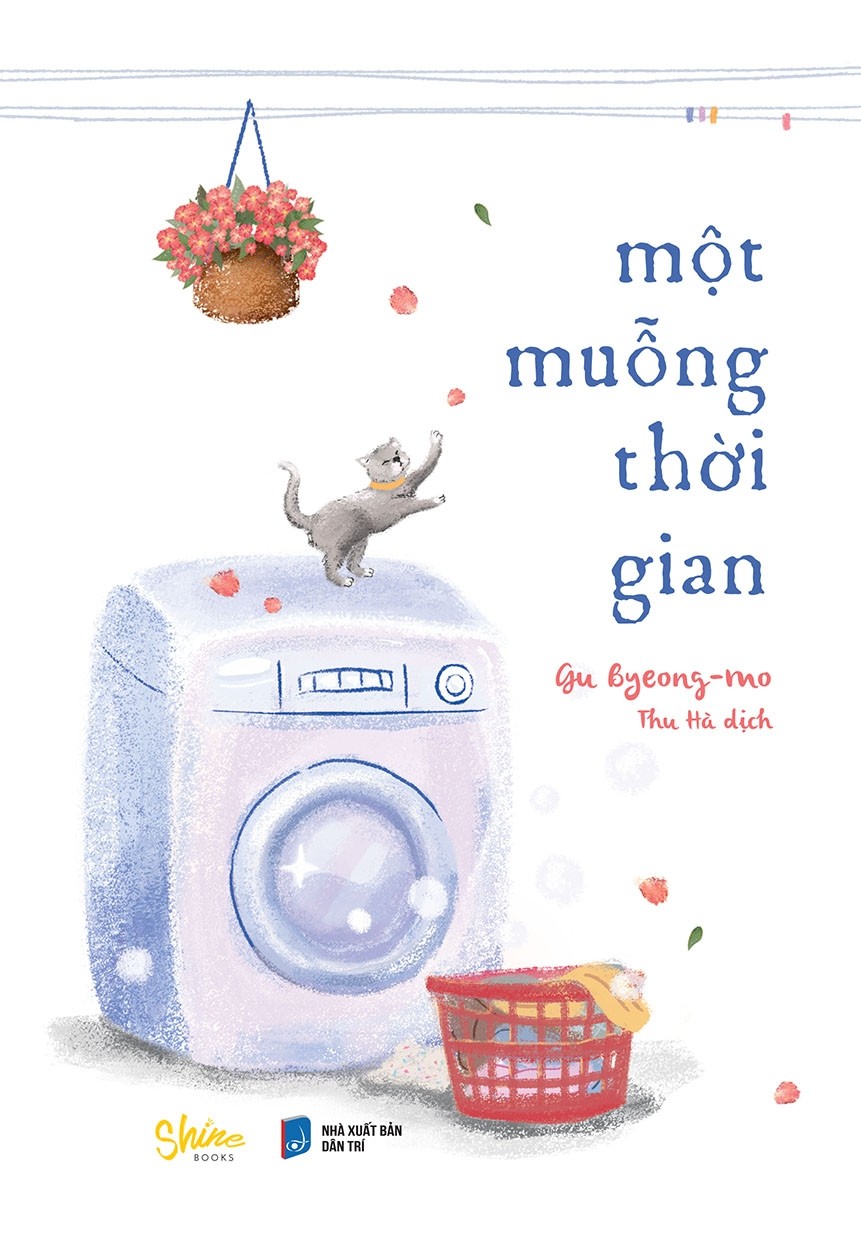 một
muỗng
thời
gian
Gu Byeong-mo
Thu Hà dịch
Shine
BOOKS
NHÀ XUẤT BẢN
DÂN TRÍ